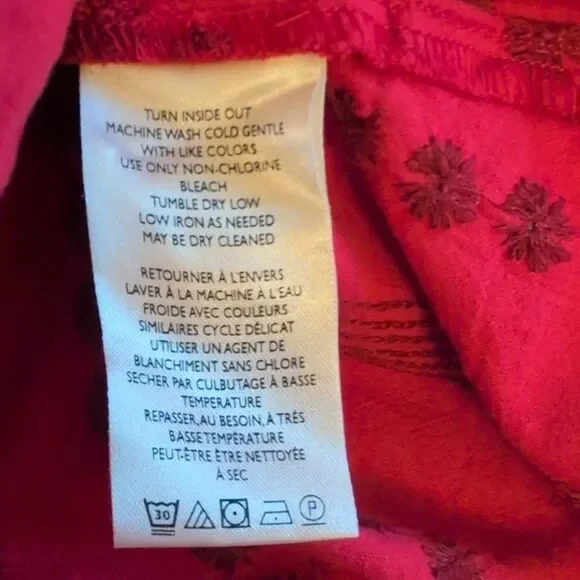 TURN INSIDE OUT
MACHINE WASH COLD GENTLE
WITH LIKE COLORS
USE ONLY NON-CHLORINE
BLEACH
TUMBLE DRY LOW
LOW IRON AS NEEDED
MAY BE DRY CLEANED
RETOURNER À L'ENVERS
LAVER À LA MACHINE À L'EAU
FROIDE AVEC COULEURS
SIMILAIRES CYCLE DÉLICAT
UTILISER UN AGENT DE
BLANCHIMENT SANS CHLORE
SECHER PAR CULBUTAGE À BASSE
TEMPERATURE
REPASSER, AU BESOIN, À TRÉS
BASSE TEMPÉRATURE
PEUT-ÊTRE ÊTRE NETTOYÉE
À SEC
30 P